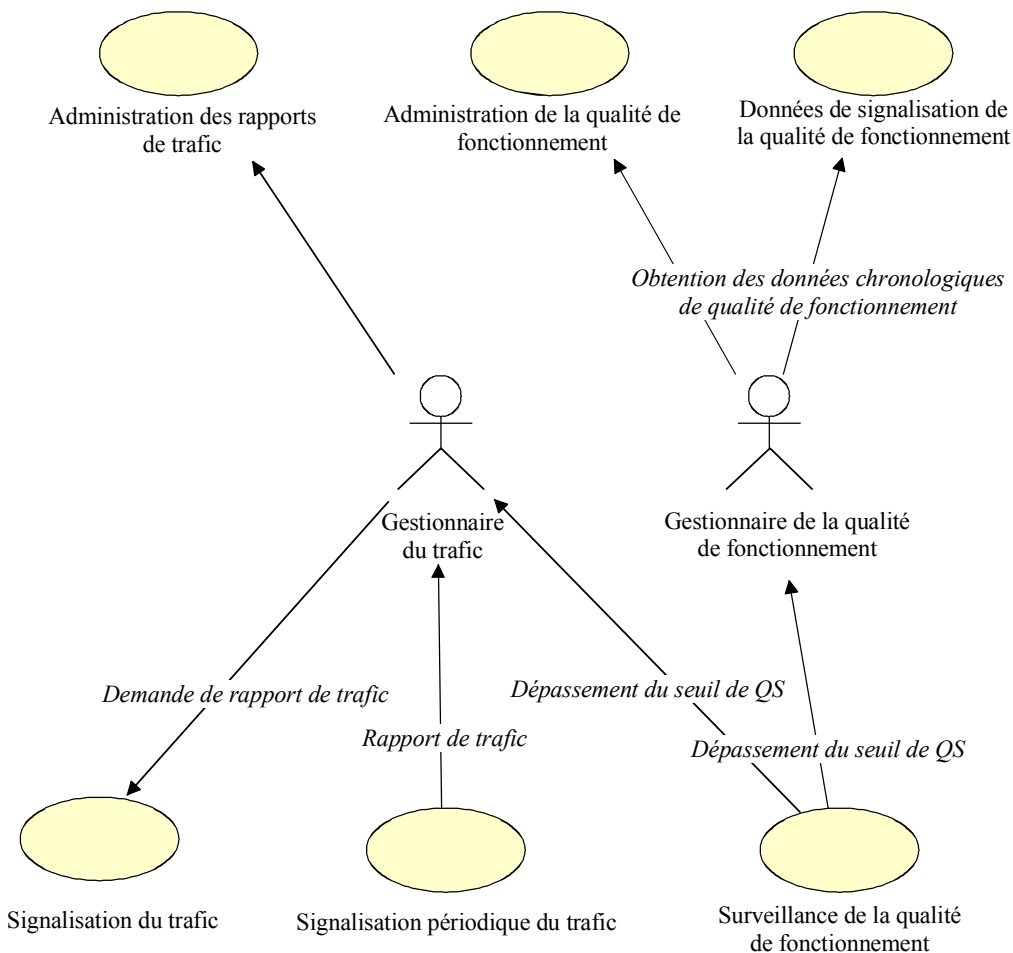 Administration des rapports
de trafic
Administration de la qualité de
fonctionnement
Données de signalisation de
la qualité de fonctionnement
Obtention des données chronologiques
de qualité de fonctionnement
Gestionnaire
du trafic
Gestionnaire de la qualité
de fonctionnement
Demande de rapport de trafic
Dépassement du seuil de QS
Rapport de trafic
Dépassement du seuil de QS
Signalisation du trafic
Signalisation périodique du trafic
Surveillance de la qualité
de fonctionnement